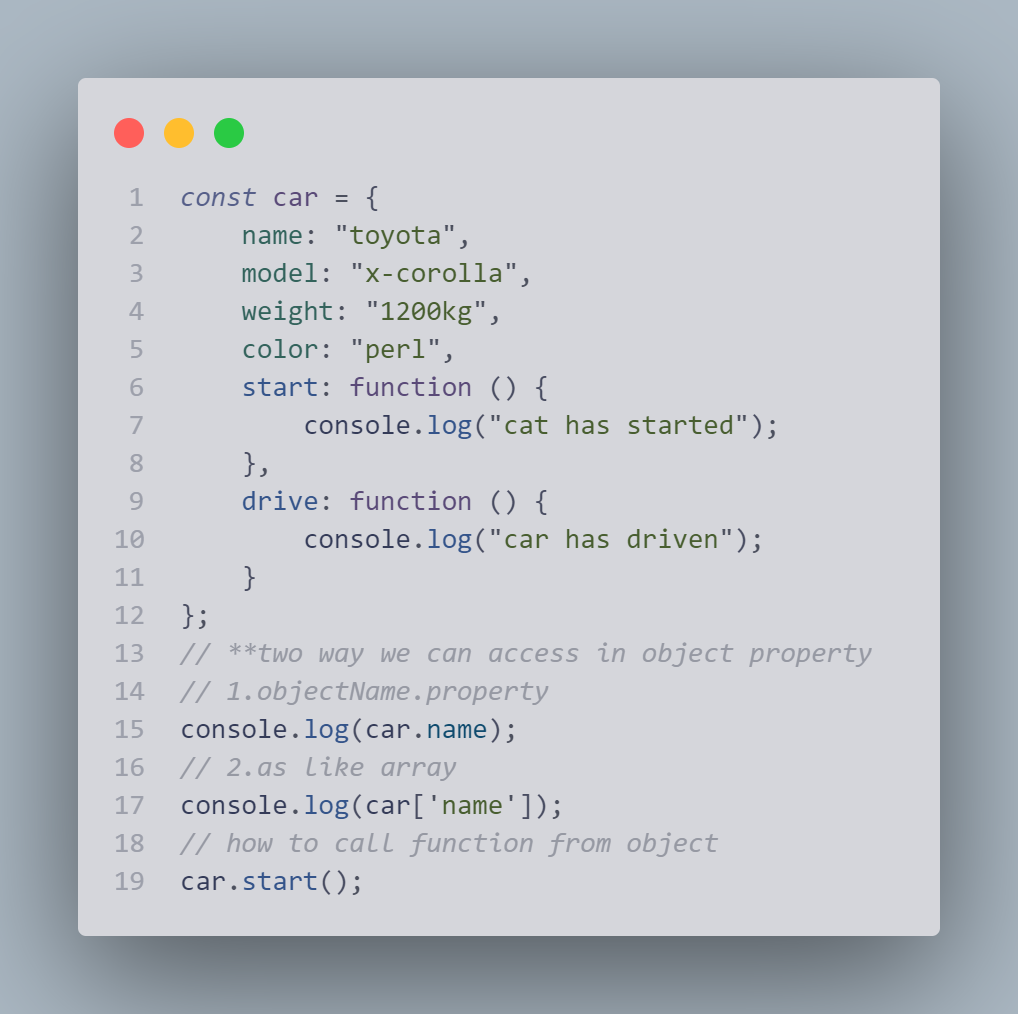 1 const car = {
2     name: "toyota",
3     model: "x-corolla",
4     weight: "1200kg",
5     color: "perl",
6     start: function () {
7         console.log("cat has started");
8     },
9     drive: function () {
10         console.log("car has driven");
11     }
12 };
13 // **two way we can access in object property
14 // 1.objectName.property
15 console.log(car.name);
16 // 2.as like array
17 console.log(car['name']);
18 // how to call function from object
19 car.start();